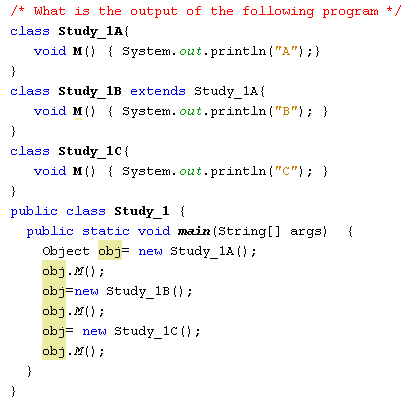 /* What is the output of the following program */
class Study_1A{
void M() { System.out.println("A");}
}
class Study_1B extends Study_1A{
void M() { System.out.println("B"); }
}
class Study_1C{
void M() { System.out.println("C"); }
}
public class Study_1 {
public static void main(String[] args)  {
Object obj= new Study_1A();
obj.M();
obj=new Study_1B();
obj.M();
obj= new Study_1C();
obj.M();
}
}